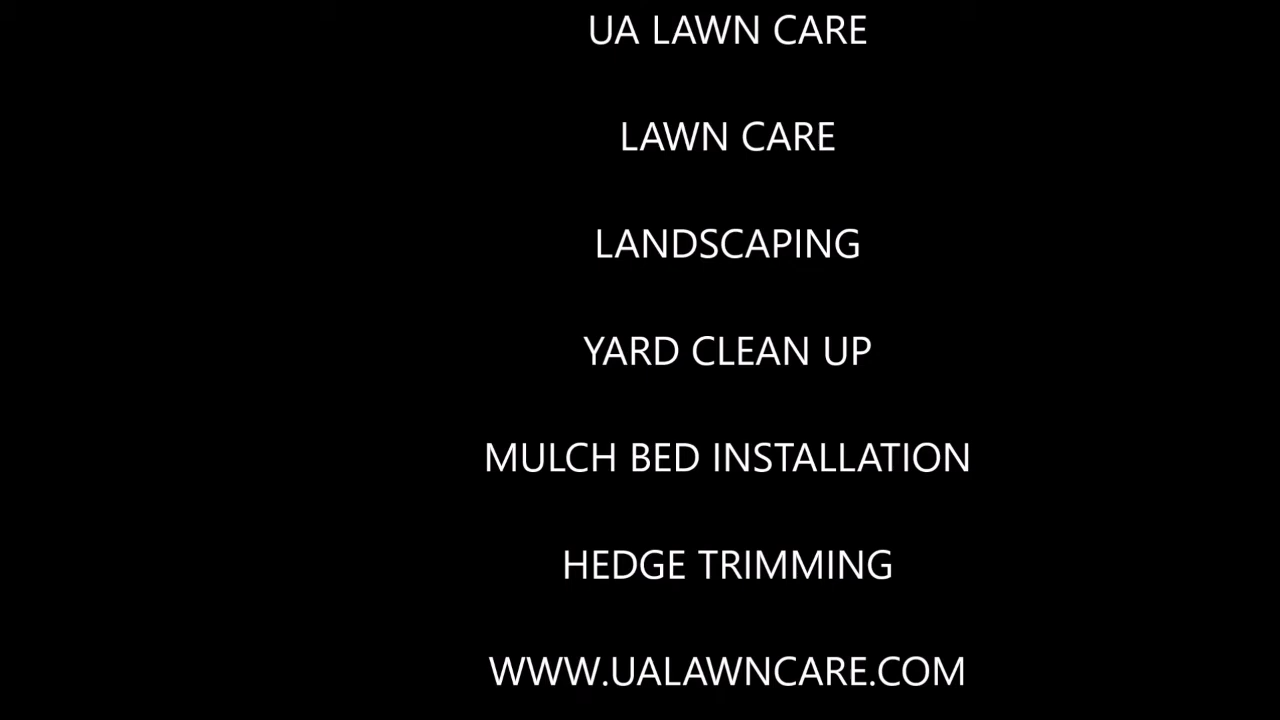 UA LAWN CARE
LAWN CARE
LANDSCAPING
YARD CLEAN UP
MULCH BED INSTALLATION
HEDGE TRIMMING
WWW.UALAWNCARE.COM